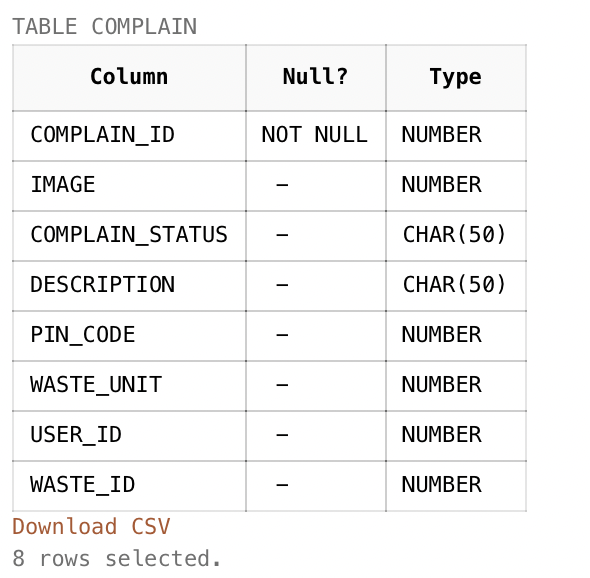 TABLE COMPLAIN
Column Null? Type
COMPLAIN_ID NOT NULL NUMBER
IMAGE – NUMBER
COMPLAIN_STATUS – CHAR(50)
DESCRIPTION – CHAR(50)
PIN_CODE – NUMBER
WASTE_UNIT – NUMBER
USER_ID – NUMBER
WASTE_ID – NUMBER
Download CSV
8 rows selected.